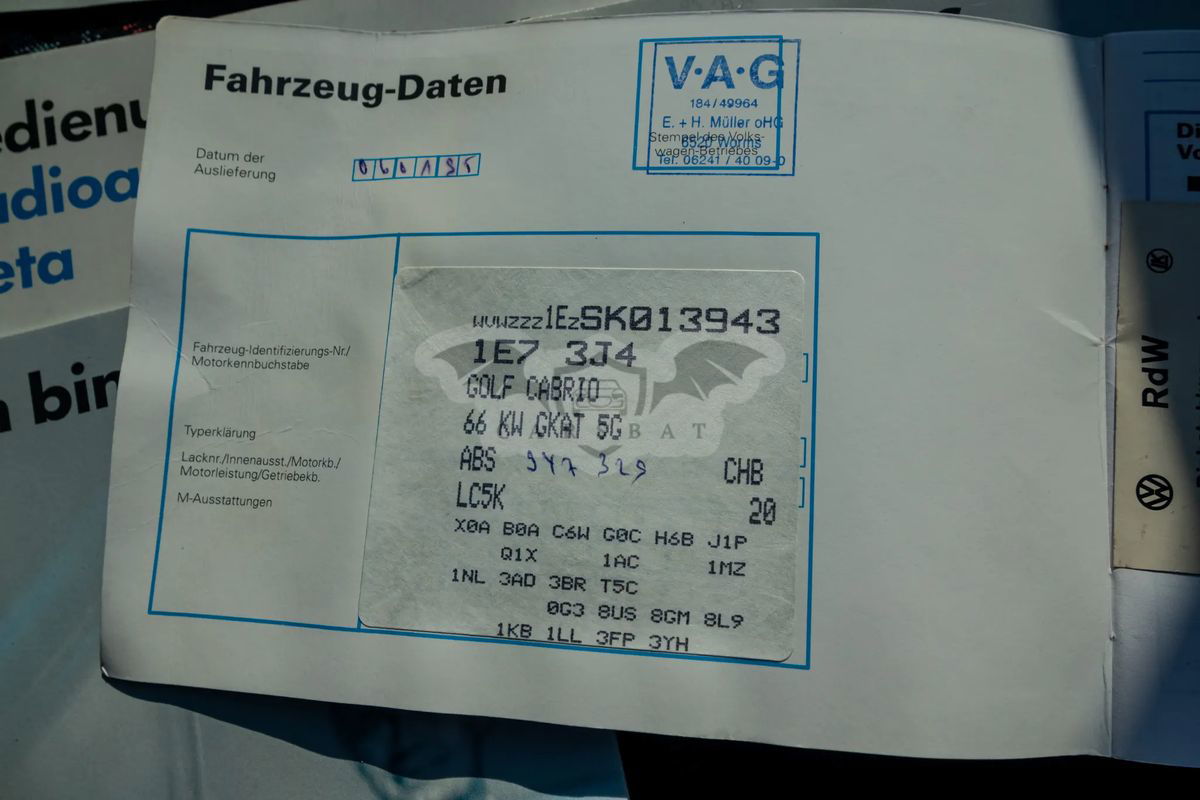 Fahrzeug-Daten
V·A·G
184/49964
E. + H. Müller oHG
Stempel des Volks-
6520 Worms
wagen-Betriebes
Tel. 06241 / 40 09-0
Datum der
Auslieferung
060195
WVWZZZ1EZSK013943
1E7 3J4
GOLF CABRIO
66 KW GKAT 5G
ABS 947 329 CHB
LC5K 20
X0A B0A C6W G0C H6B J1P
Q1X 1AC 1MZ
1NL 3AD 3BR T5C
0G3 8US 8GM 8L9
1KB 1LL 3FP 3YH
Fahrzeug-Identifizierungs-Nr./
Motorkennbuchstabe
Typerklärung
Lacknr./Innenausst./Motorkb./
Motorleistung/Getriebekb.
M-Ausstattungen
RdW